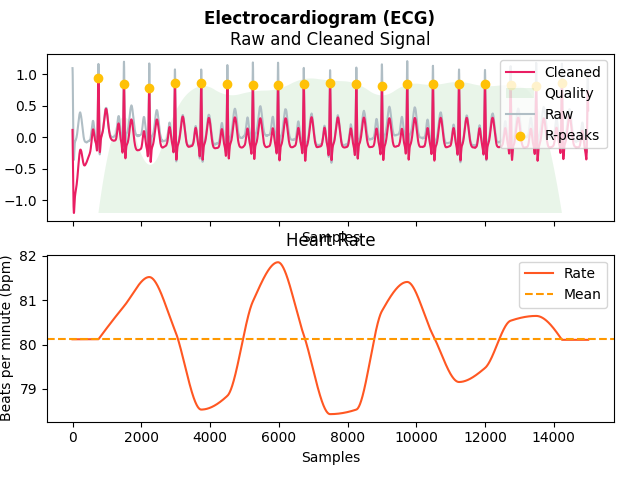 Electrocardiogram (ECG)
Raw and Cleaned Signal
1.0
0.5
0.0
−0.5
−1.0
Cleaned
Quality
Raw
R-peaks
Samples
Heart Rate
82
81
80
79
Beats per minute (bpm)
Rate
Mean
0 2000 4000 6000 8000 10000 12000 14000
Samples